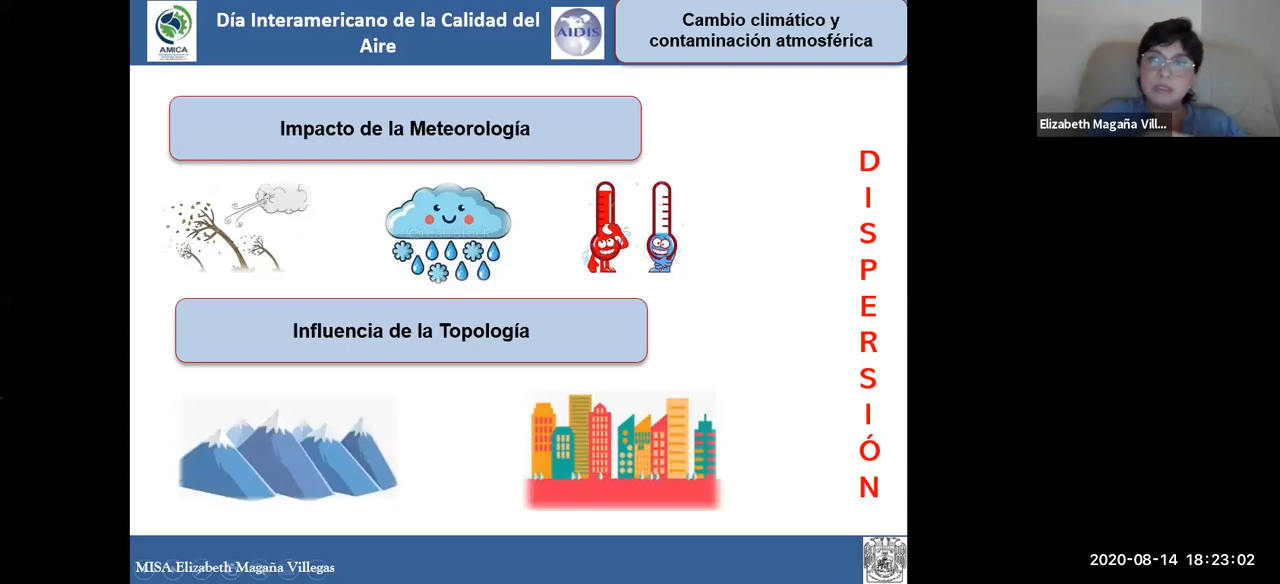 Día Interamericano de la Calidad del
Aire
AMICA
AIDIS
Cambio climático y
contaminación atmosférica
Elizabeth Magaña Vill...
Impacto de la Meteorología
Influencia de la Topología
DISPERSIÓN
MISA Elizabeth Magaña Villegas
2020-08-14 18:23:02